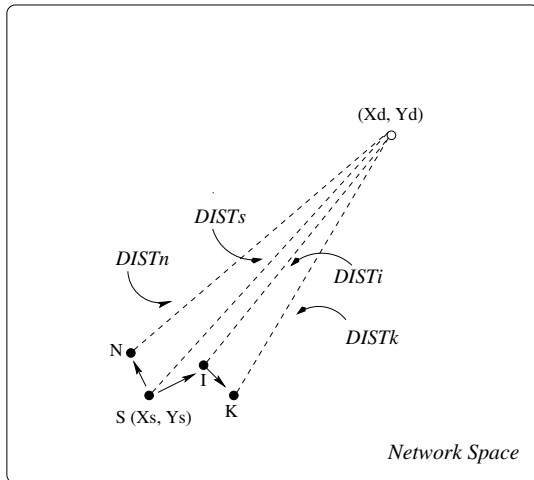 (Xd, Yd)
DISTs
DISTn
DISTi
DISTk
N
I
K
S (Xs, Ys)
Network Space